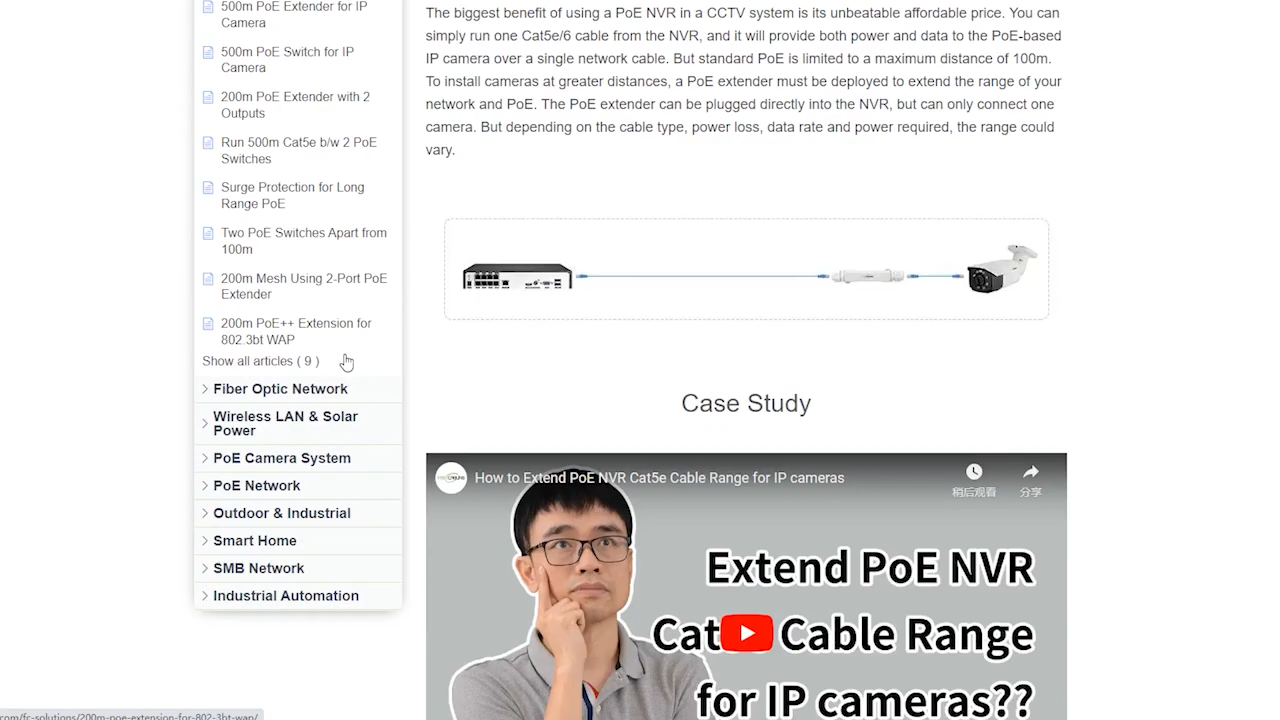 500m PoE Extender for IP
Camera
500m PoE Switch for IP
Camera
200m PoE Extender with 2
Outputs
Run 500m Cat5e b/w 2 PoE
Switches
Surge Protection for Long
Range PoE
Two PoE Switches Apart from
100m
200m Mesh Using 2-Port PoE
Extender
200m PoE++ Extension for
802.3bt WAP
Show all articles ( 9 )
Fiber Optic Network
Wireless LAN & Solar
Power
PoE Camera System
PoE Network
Outdoor & Industrial
Smart Home
SMB Network
Industrial Automation
The biggest benefit of using a PoE NVR in a CCTV system is its unbeatable affordable price. You can
simply run one Cat5e/6 cable from the NVR, and it will provide both power and data to the PoE-based
IP camera over a single network cable. But standard PoE is limited to a maximum distance of 100m.
To install cameras at greater distances, a PoE extender must be deployed to extend the range of your
network and PoE. The PoE extender can be plugged directly into the NVR, but can only connect one
camera. But depending on the cable type, power loss, data rate and power required, the range could
vary.
Case Study
How to Extend PoE NVR Cat5e Cable Range for IP cameras
稍后观看
分享
Extend PoE NVR
Cat Cable Range
for IP cameras??
com/fc-solutions/200m-poe-extension-for-802-3bt-wap/